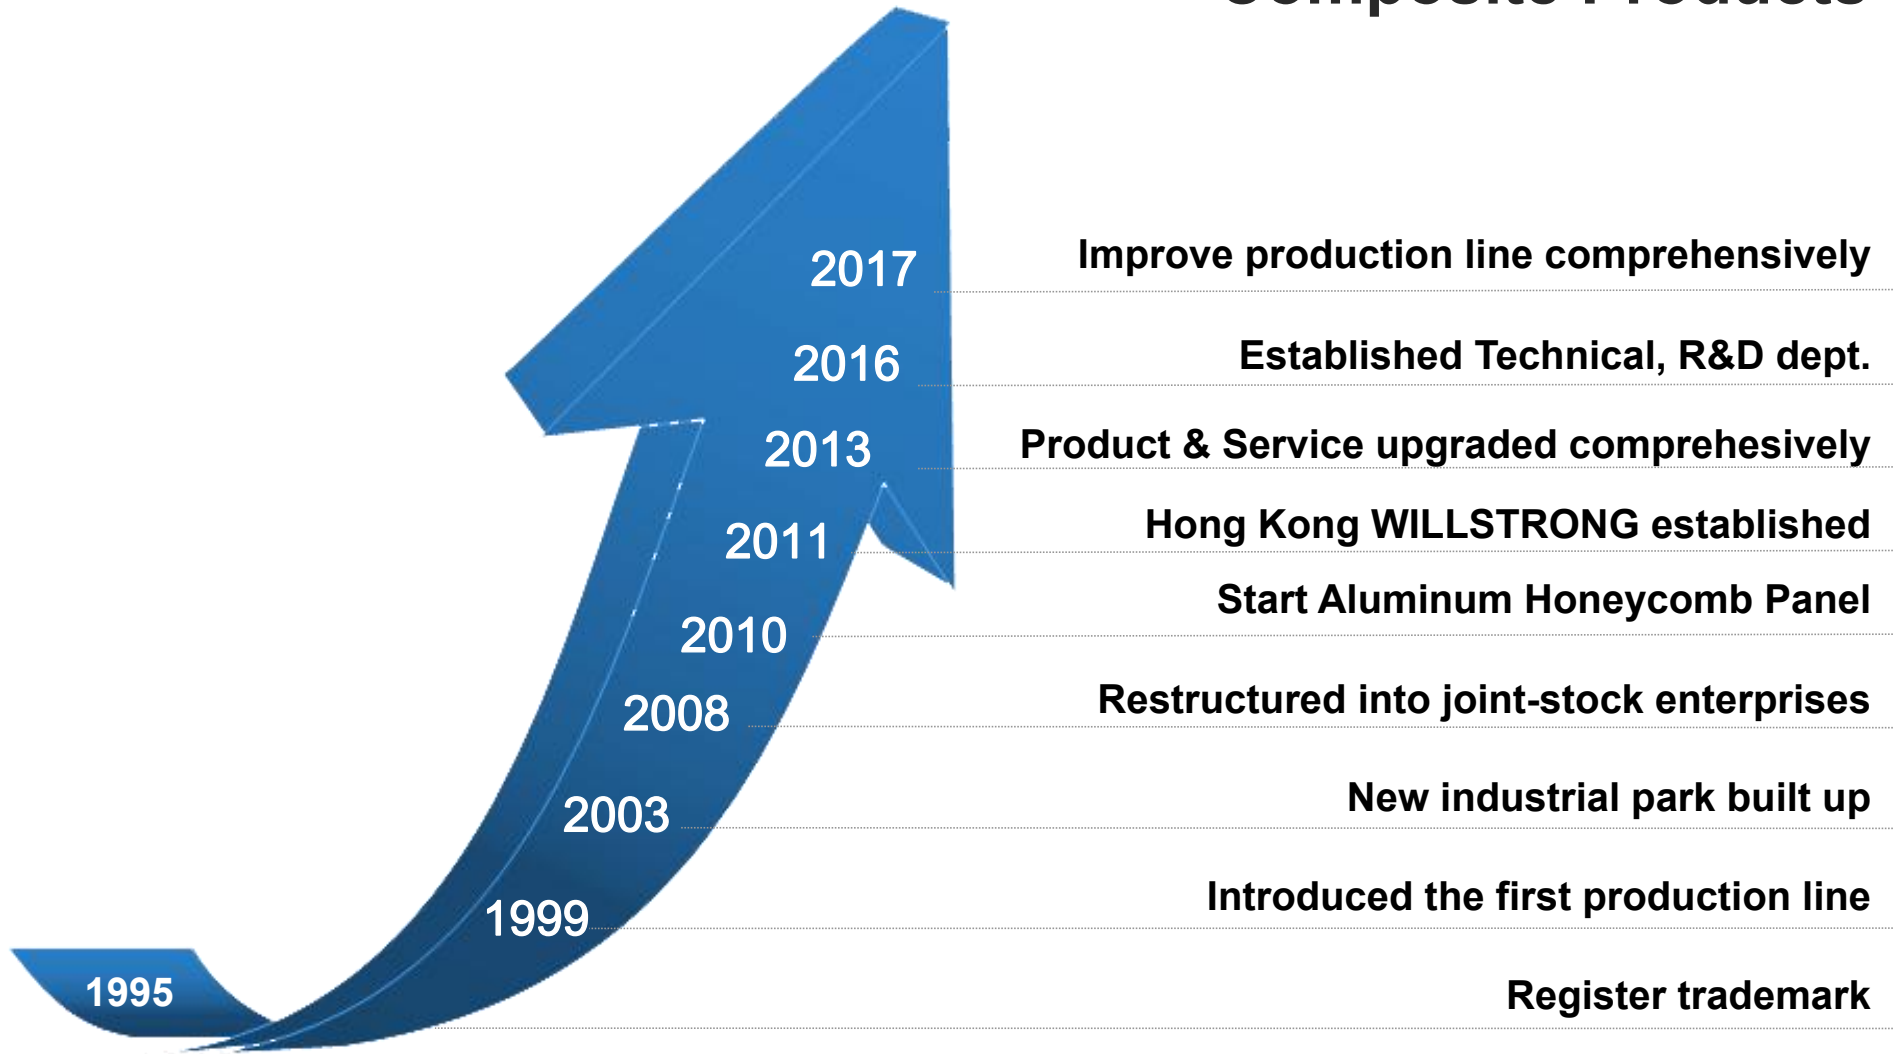 Composite Products
2017 Improve production line comprehensively
2016 Established Technical, R&D dept.
2013 Product & Service upgraded comprehesively
2011 Hong Kong WILLSTRONG established
2010 Start Aluminum Honeycomb Panel
2008 Restructured into joint-stock enterprises
2003 New industrial park built up
1999 Introduced the first production line
1995 Register trademark